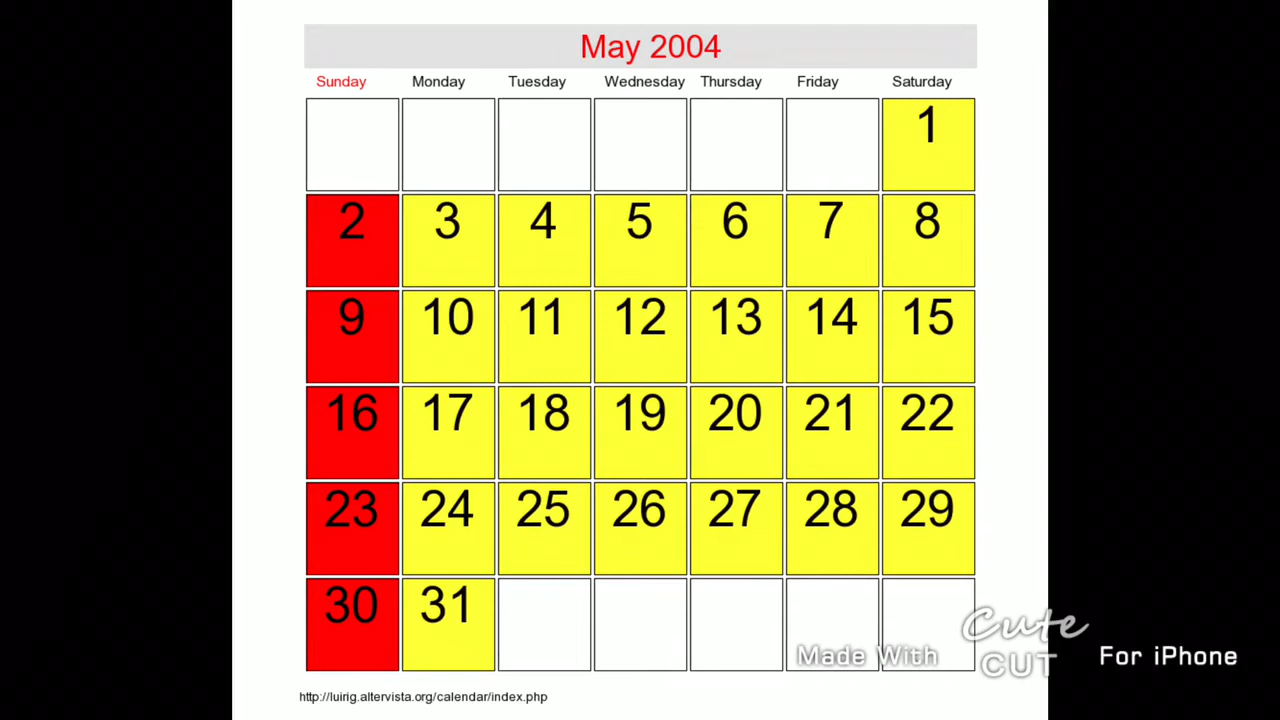 May 2004
Sunday Monday Tuesday Wednesday Thursday Friday Saturday
1
2 3 4 5 6 7 8
9 10 11 12 13 14 15
16 17 18 19 20 21 22
23 24 25 26 27 28 29
30 31
Made With Cute CUT For iPhone
http://luirig.altervista.org/calendar/index.php